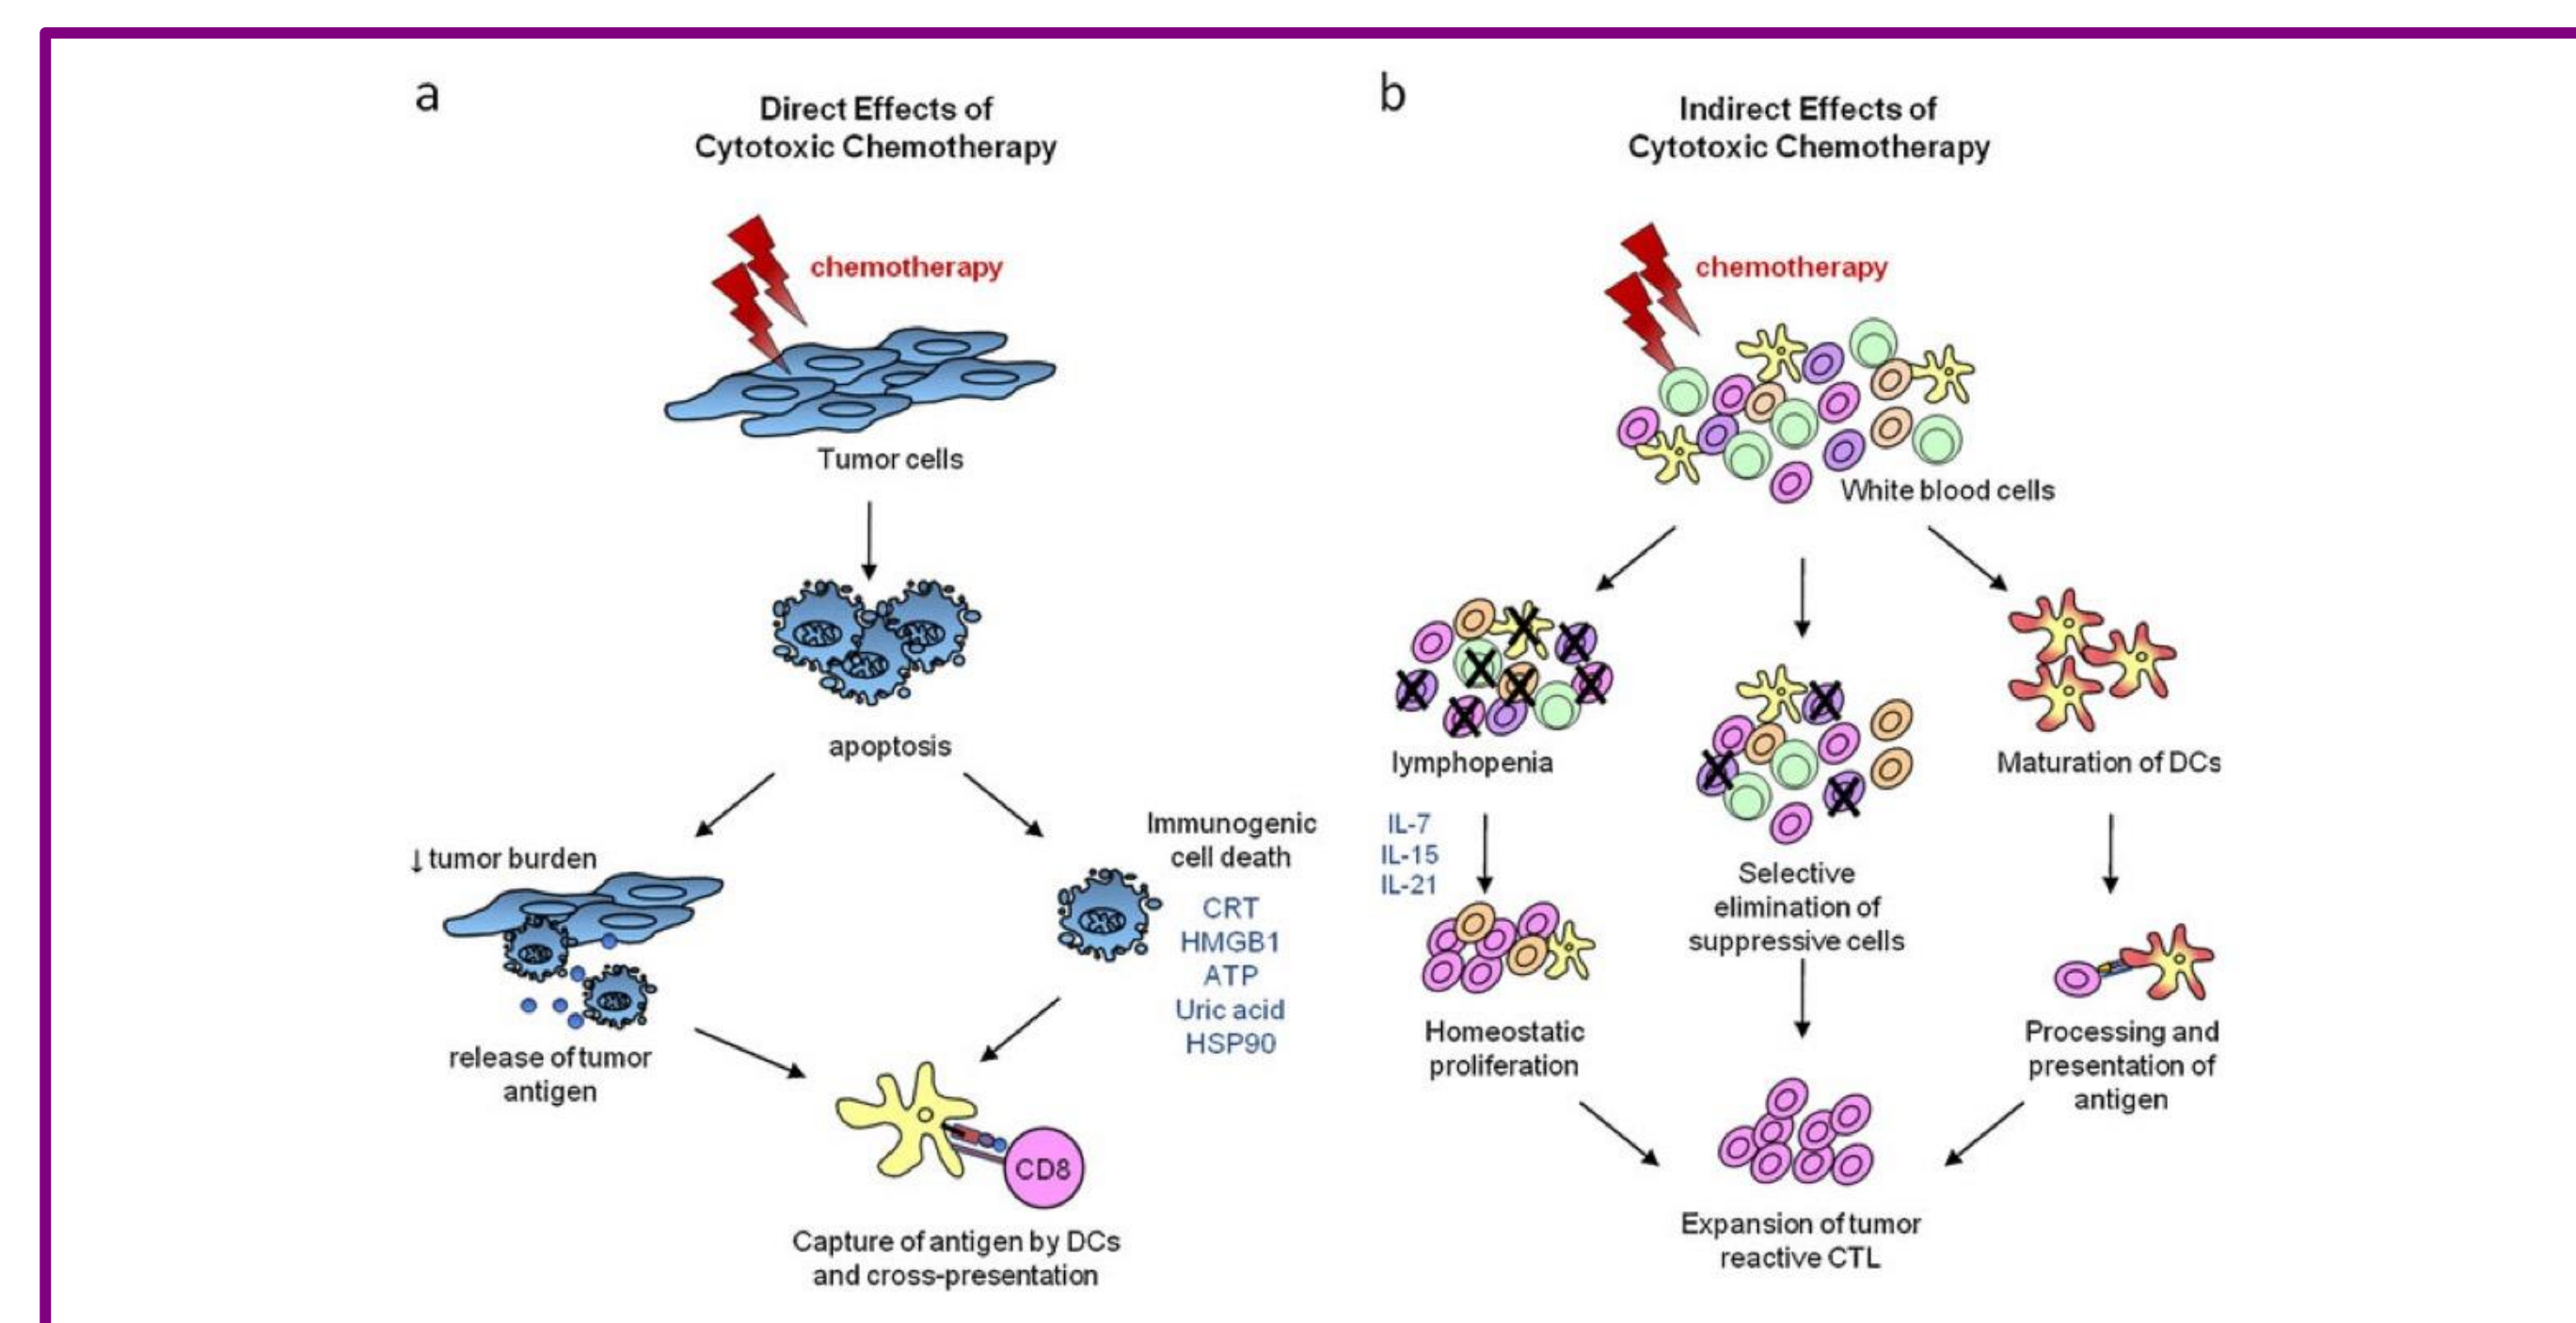 a
Direct Effects of
Cytotoxic Chemotherapy
chemotherapy
Tumor cells
apoptosis
↓ tumor burden
release of tumor
antigen
Immunogenic
cell death
CRT
HMGB1
ATP
Uric acid
HSP90
CD8
Capture of antigen by DCs
and cross-presentation
b
Indirect Effects of
Cytotoxic Chemotherapy
chemotherapy
White blood cells
lymphopenia
IL-7
IL-15
IL-21
Homeostatic
proliferation
Selective
elimination of
suppressive cells
Maturation of DCs
Processing and
presentation of
antigen
Expansion of tumor
reactive CTL